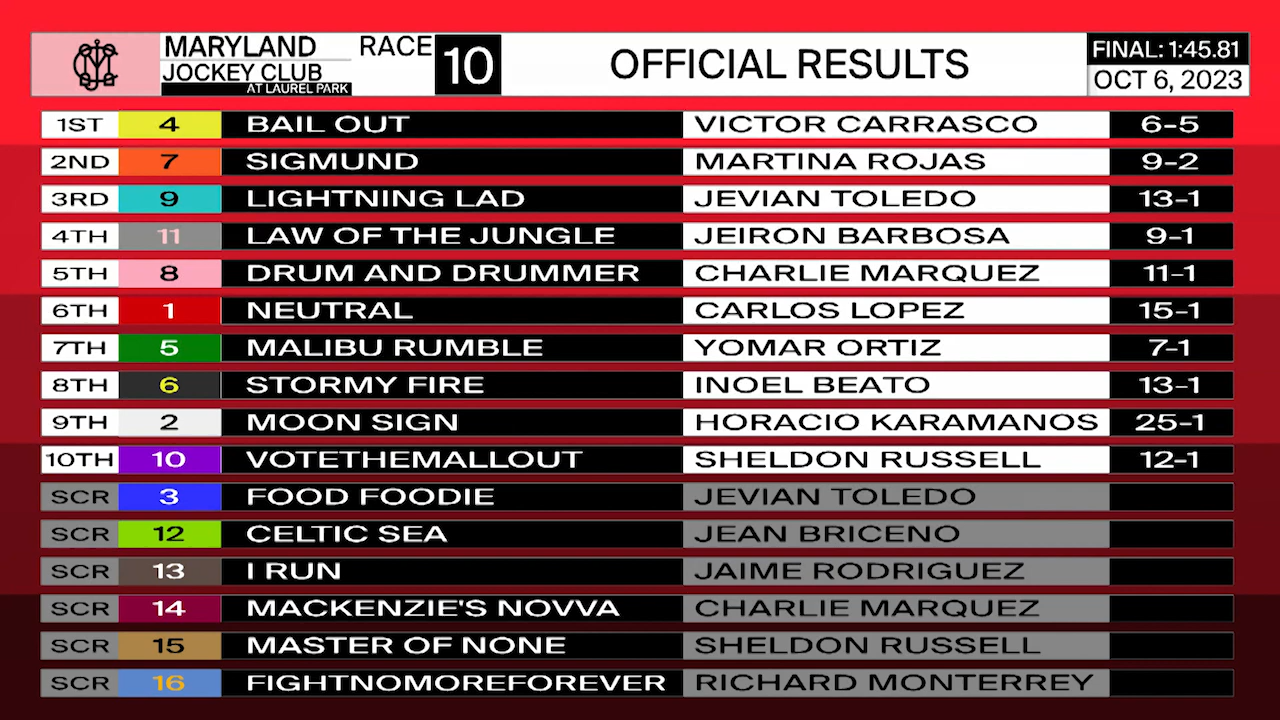 MARYLAND
JOCKEY CLUB
AT LAUREL PARK
RACE 10
OFFICIAL RESULTS
FINAL: 1:45.81
OCT 6, 2023
1ST 4 BAIL OUT VICTOR CARRASCO 6-5
2ND 7 SIGMUND MARTINA ROJAS 9-2
3RD 9 LIGHTNING LAD JEVIAN TOLEDO 13-1
4TH 11 LAW OF THE JUNGLE JEIRON BARBOSA 9-1
5TH 8 DRUM AND DRUMMER CHARLIE MARQUEZ 11-1
6TH 1 NEUTRAL CARLOS LOPEZ 15-1
7TH 5 MALIBU RUMBLE YOMAR ORTIZ 7-1
8TH 6 STORMY FIRE INOEL BEATO 13-1
9TH 2 MOON SIGN HORACIO KARAMANOS 25-1
10TH 10 VOTETHEMALLOUT SHELDON RUSSELL 12-1
SCR 3 FOOD FOODIE JEVIAN TOLEDO
SCR 12 CELTIC SEA JEAN BRICENO
SCR 13 I RUN JAIME RODRIGUEZ
SCR 14 MACKENZIE'S NOVVA CHARLIE MARQUEZ
SCR 15 MASTER OF NONE SHELDON RUSSELL
SCR 16 FIGHTNOMOREFOREVER RICHARD MONTERREY